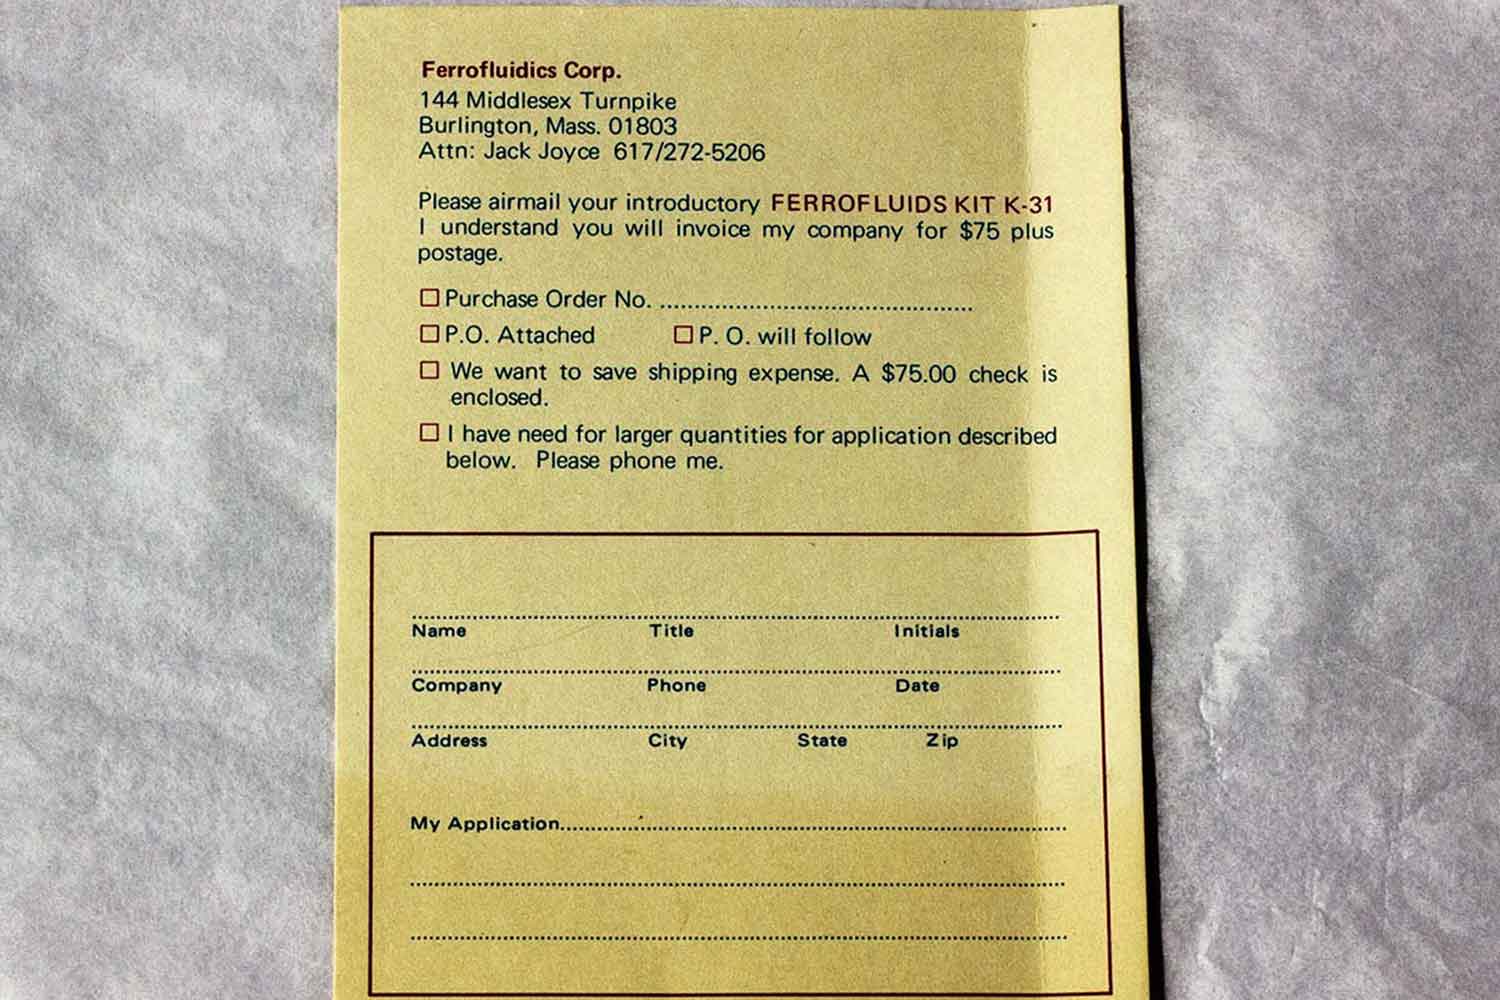 Ferrofluidics Corp.
144 Middlesex Turnpike
Burlington, Mass. 01803
Attn: Jack Joyce 617/272-5206
Please airmail your introductory FERROFLUIDS KIT K-31
I understand you will invoice my company for $75 plus
postage.
Purchase Order No. ........................................
P.O. Attached P. O. will follow
We want to save shipping expense. A $75.00 check is
enclosed.
I have need for larger quantities for application described
below. Please phone me.
Name Title Initials
Company Phone Date
Address City State Zip
My Application........................................